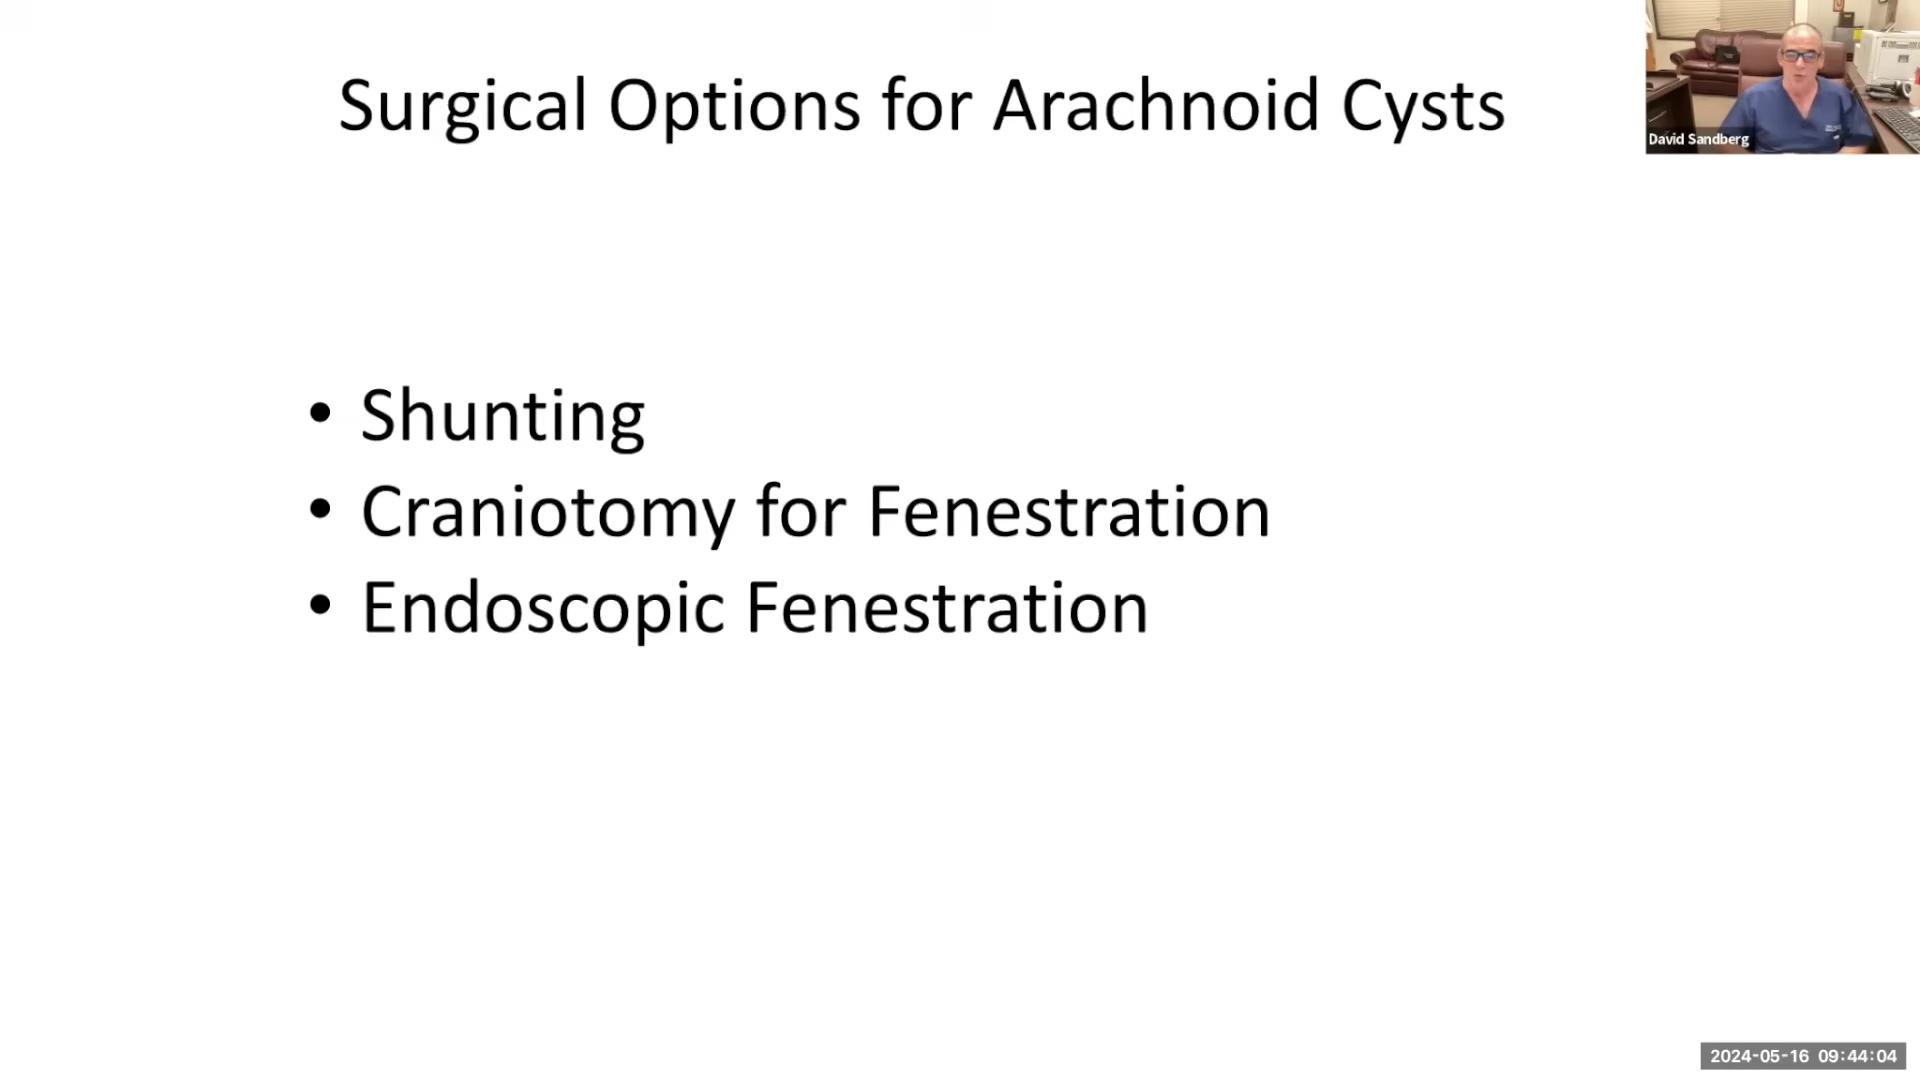 Surgical Options for Arachnoid Cysts
David Sandberg
• Shunting
• Craniotomy for Fenestration
• Endoscopic Fenestration
2024-05-16 09:44:04